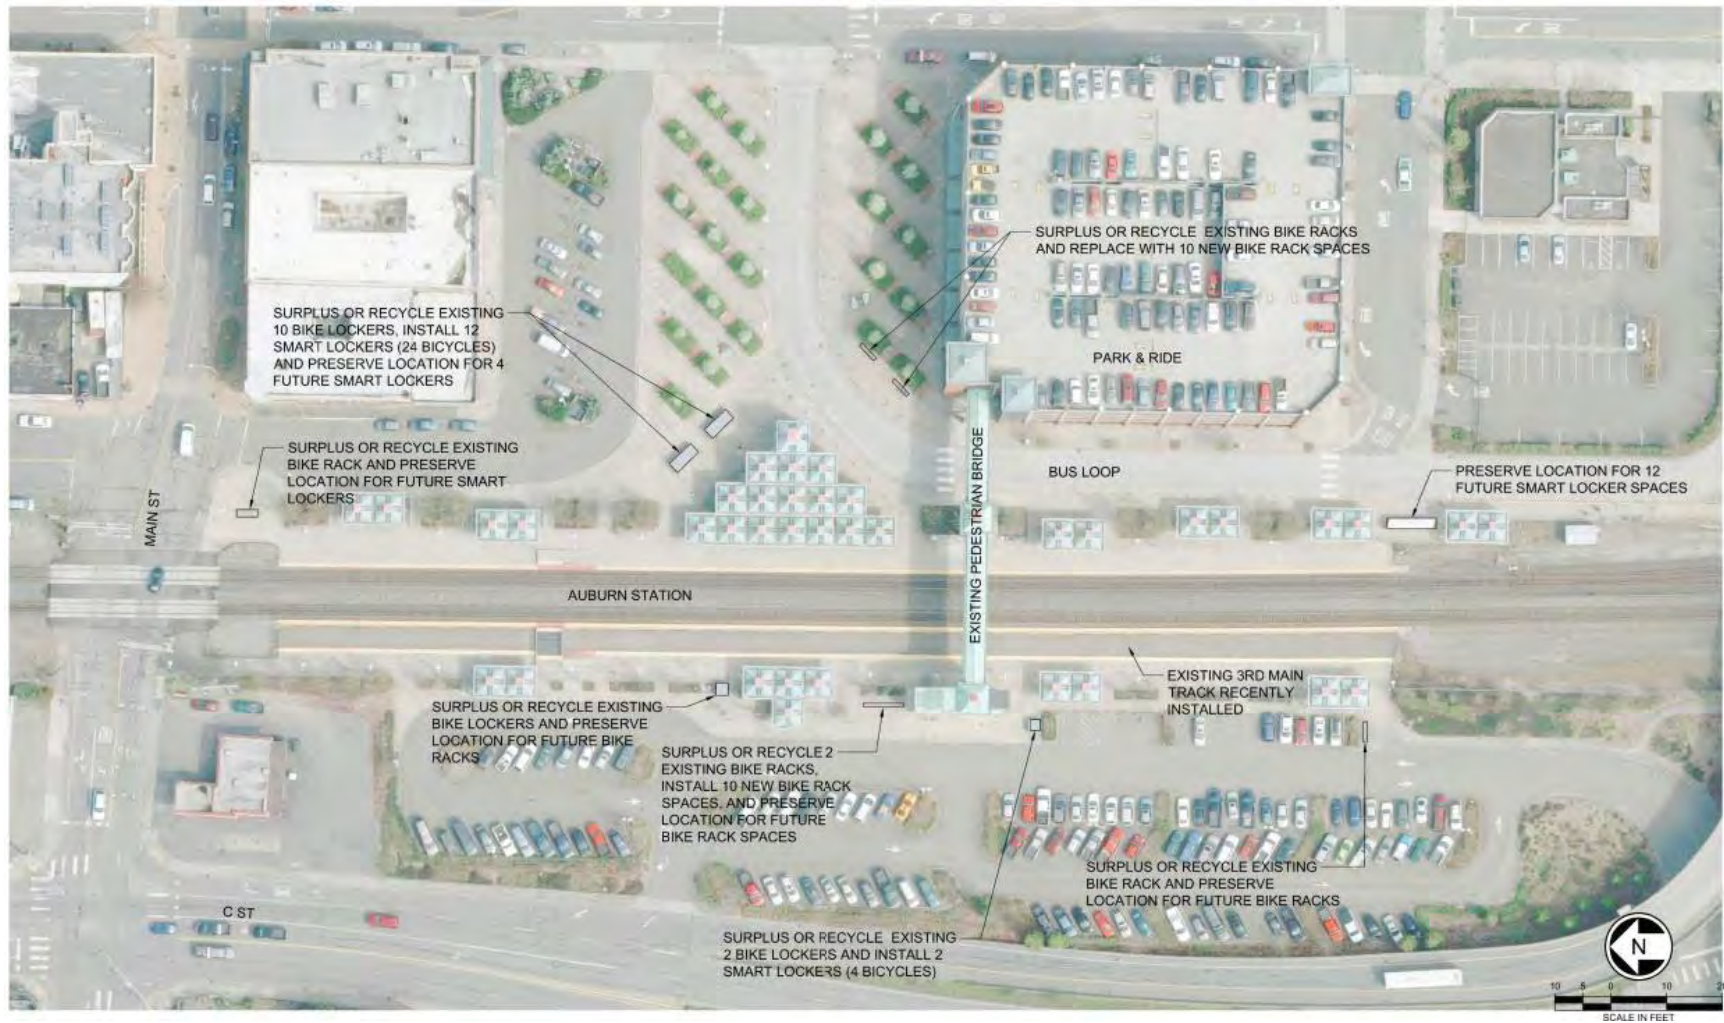 SURPLUS OR RECYCLE EXISTING BIKE RACKS
AND REPLACE WITH 10 NEW BIKE RACK SPACES
SURPLUS OR RECYCLE EXISTING
10 BIKE LOCKERS, INSTALL 12
SMART LOCKERS (24 BICYCLES)
AND PRESERVE LOCATION FOR 4
FUTURE SMART LOCKERS
PARK & RIDE
SURPLUS OR RECYCLE EXISTING
BIKE RACK AND PRESERVE
LOCATION FOR FUTURE SMART
LOCKERS
BUS LOOP
PRESERVE LOCATION FOR 12
FUTURE SMART LOCKER SPACES
MAIN ST
EXISTING PEDESTRIAN BRIDGE
AUBURN STATION
EXISTING 3RD MAIN
TRACK RECENTLY
INSTALLED
SURPLUS OR RECYCLE EXISTING
BIKE LOCKERS AND PRESERVE
LOCATION FOR FUTURE BIKE
RACKS
SURPLUS OR RECYCLE 2
EXISTING BIKE RACKS,
INSTALL 10 NEW BIKE RACK
SPACES, AND PRESERVE
LOCATION FOR FUTURE
BIKE RACK SPACES
SURPLUS OR RECYCLE EXISTING
BIKE RACK AND PRESERVE
LOCATION FOR FUTURE BIKE RACKS
C ST
SURPLUS OR RECYCLE EXISTING
2 BIKE LOCKERS AND INSTALL 2
SMART LOCKERS (4 BICYCLES)
N
10 5 0 10
SCALE IN FEET